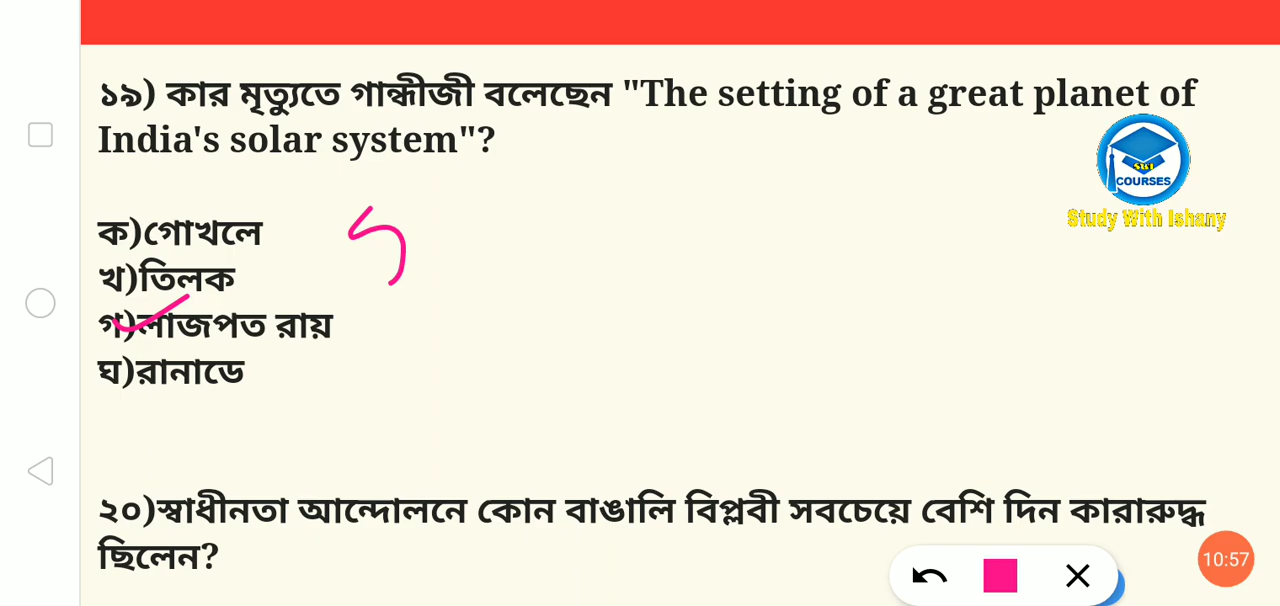 ১৯) কার মৃত্যুতে গান্ধীজী বলেছেন "The setting of a great planet of
India's solar system"?
COURSES
Study With Ishany
ক)গোখলে
খ)তিলক
গ)লাজপত রায়
ঘ)রানাডে
২০)স্বাধীনতা আন্দোলনে কোন বাঙালি বিপ্লবী সবচেয়ে বেশি দিন কারারুদ্ধ
ছিলেন?
10:57